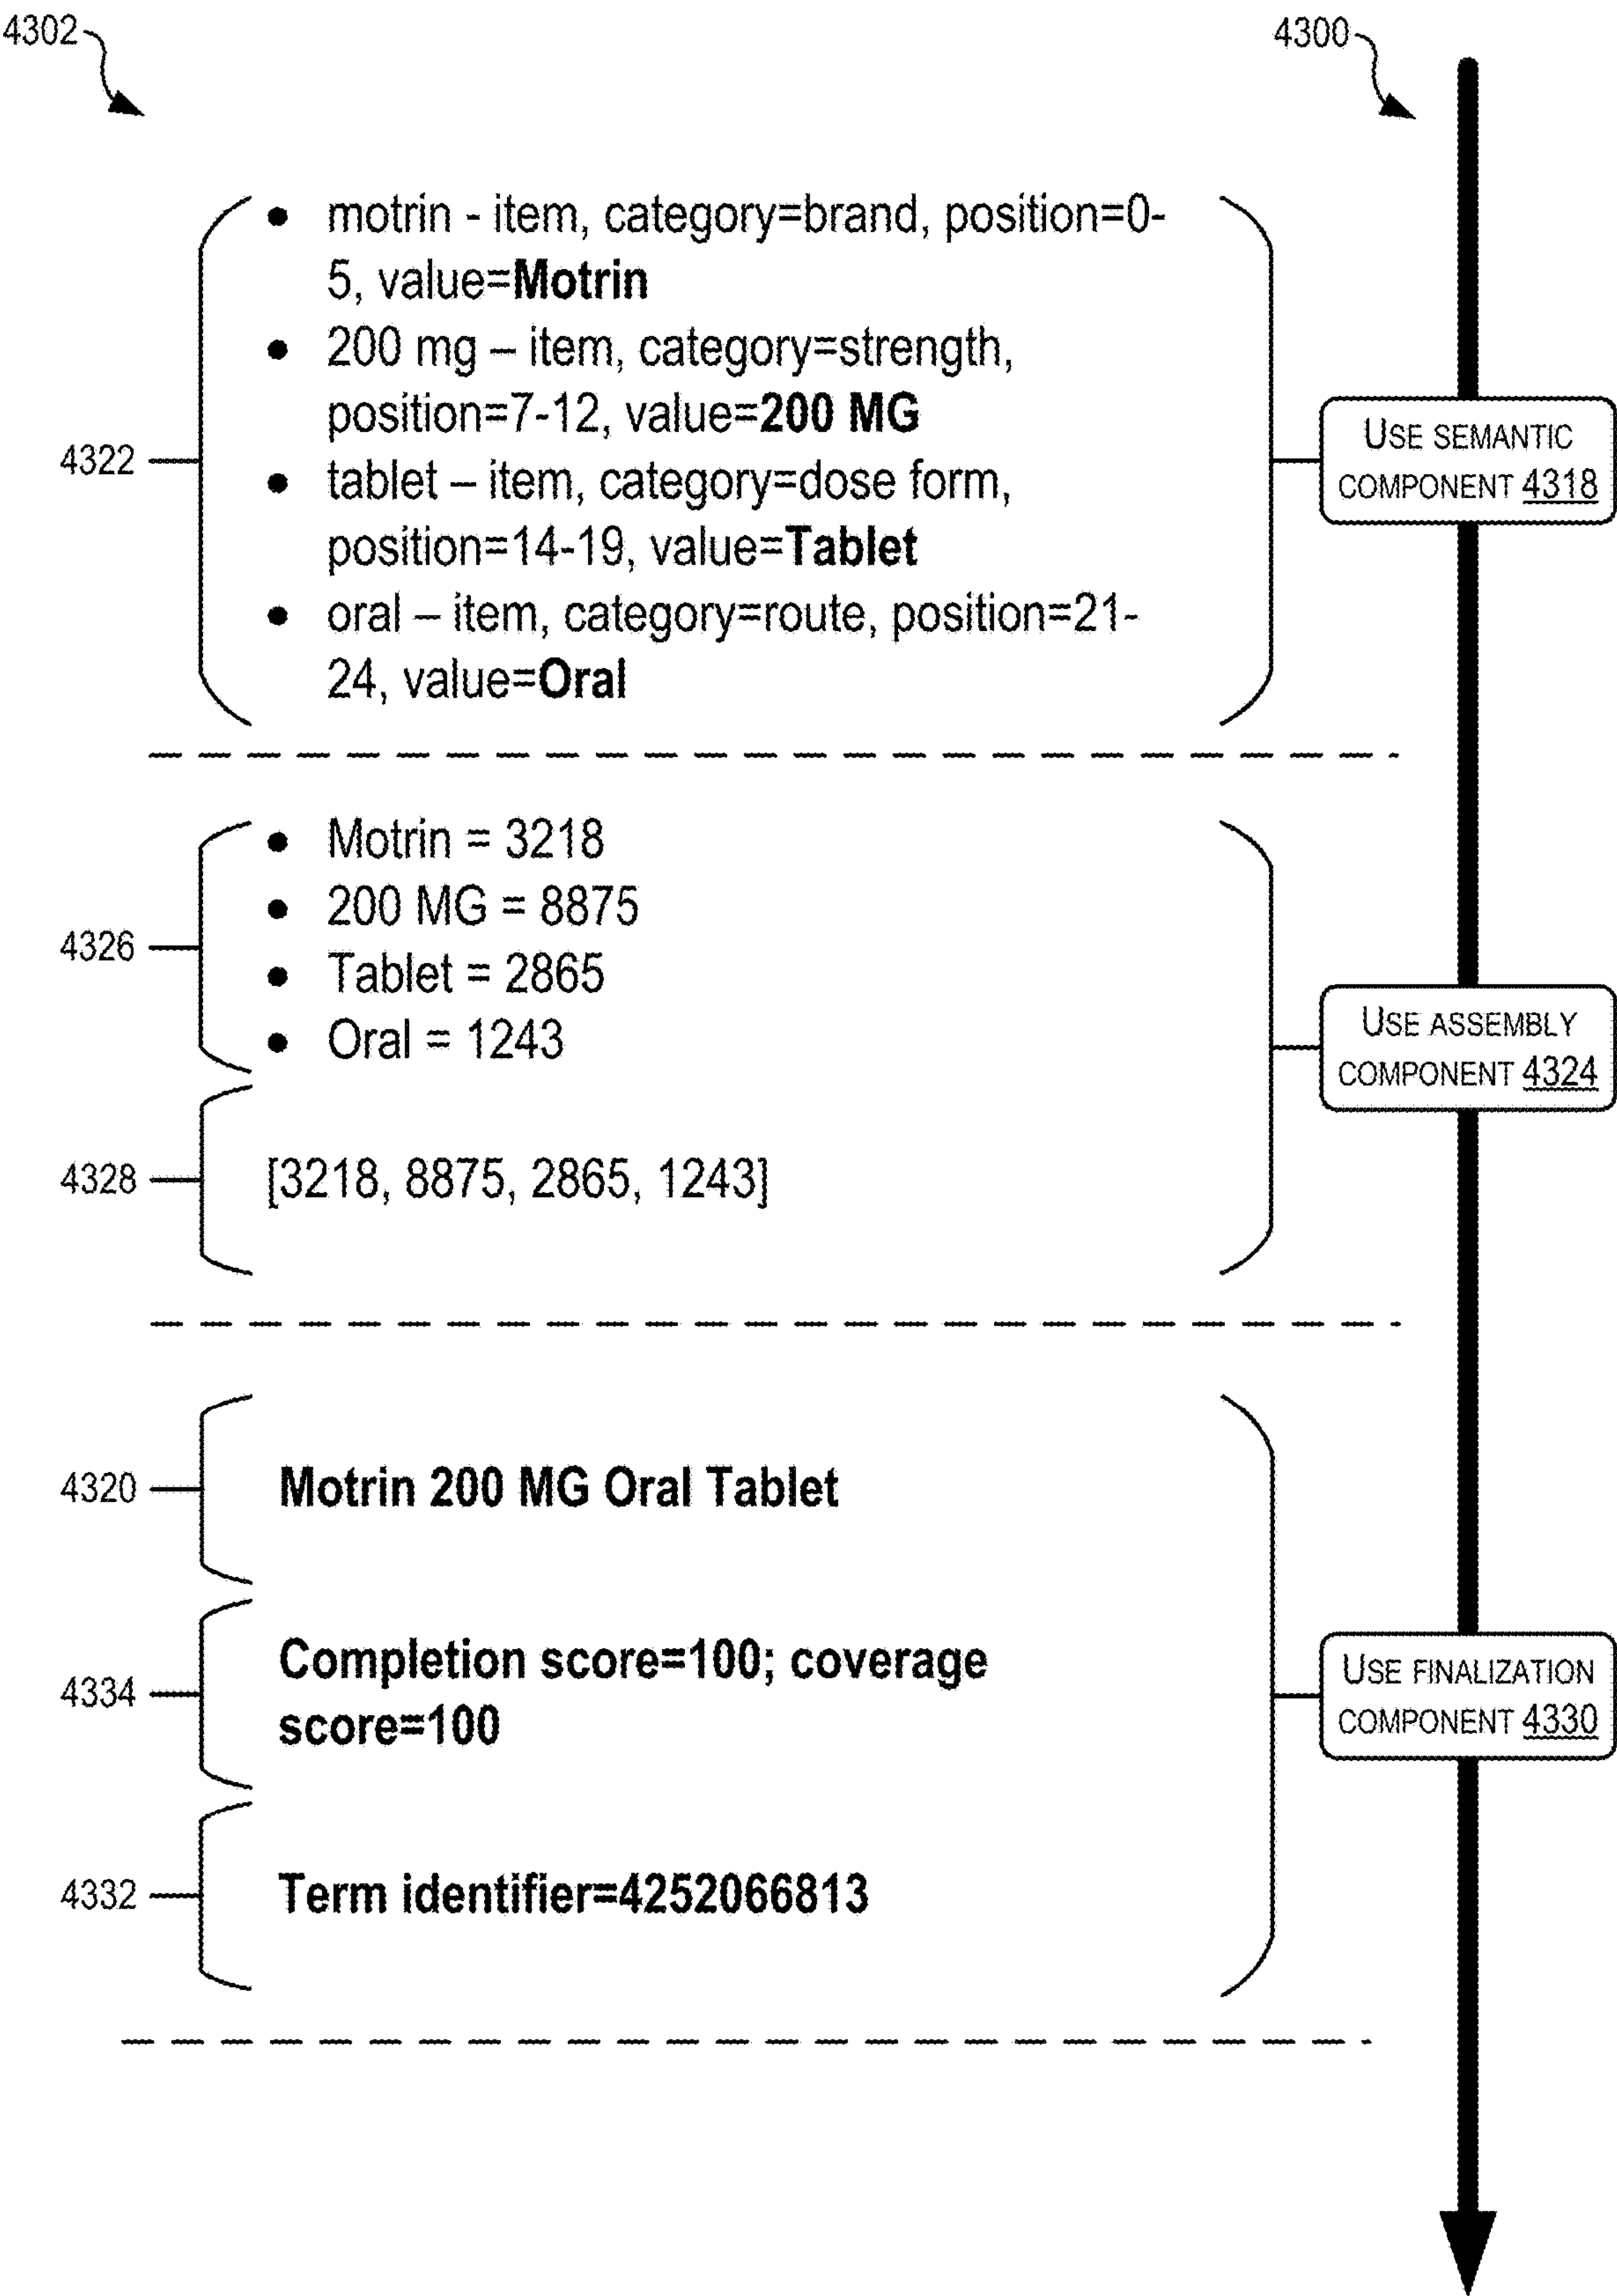 4302
4300
• motrin - item, category=brand, position=0-
5, value=Motrin
• 200 mg – item, category=strength,
position=7-12, value=200 MG
• tablet – item, category=dose form,
position=14-19, value=Tablet
• oral – item, category=route, position=21-
24, value=Oral
4322
USE SEMANTIC
COMPONENT 4318
• Motrin = 3218
• 200 MG = 8875
• Tablet = 2865
• Oral = 1243
4326
[3218, 8875, 2865, 1243]
4328
USE ASSEMBLY
COMPONENT 4324
4320
Motrin 200 MG Oral Tablet
4334
Completion score=100; coverage
score=100
4332
Term identifier=4252066813
USE FINALIZATION
COMPONENT 4330